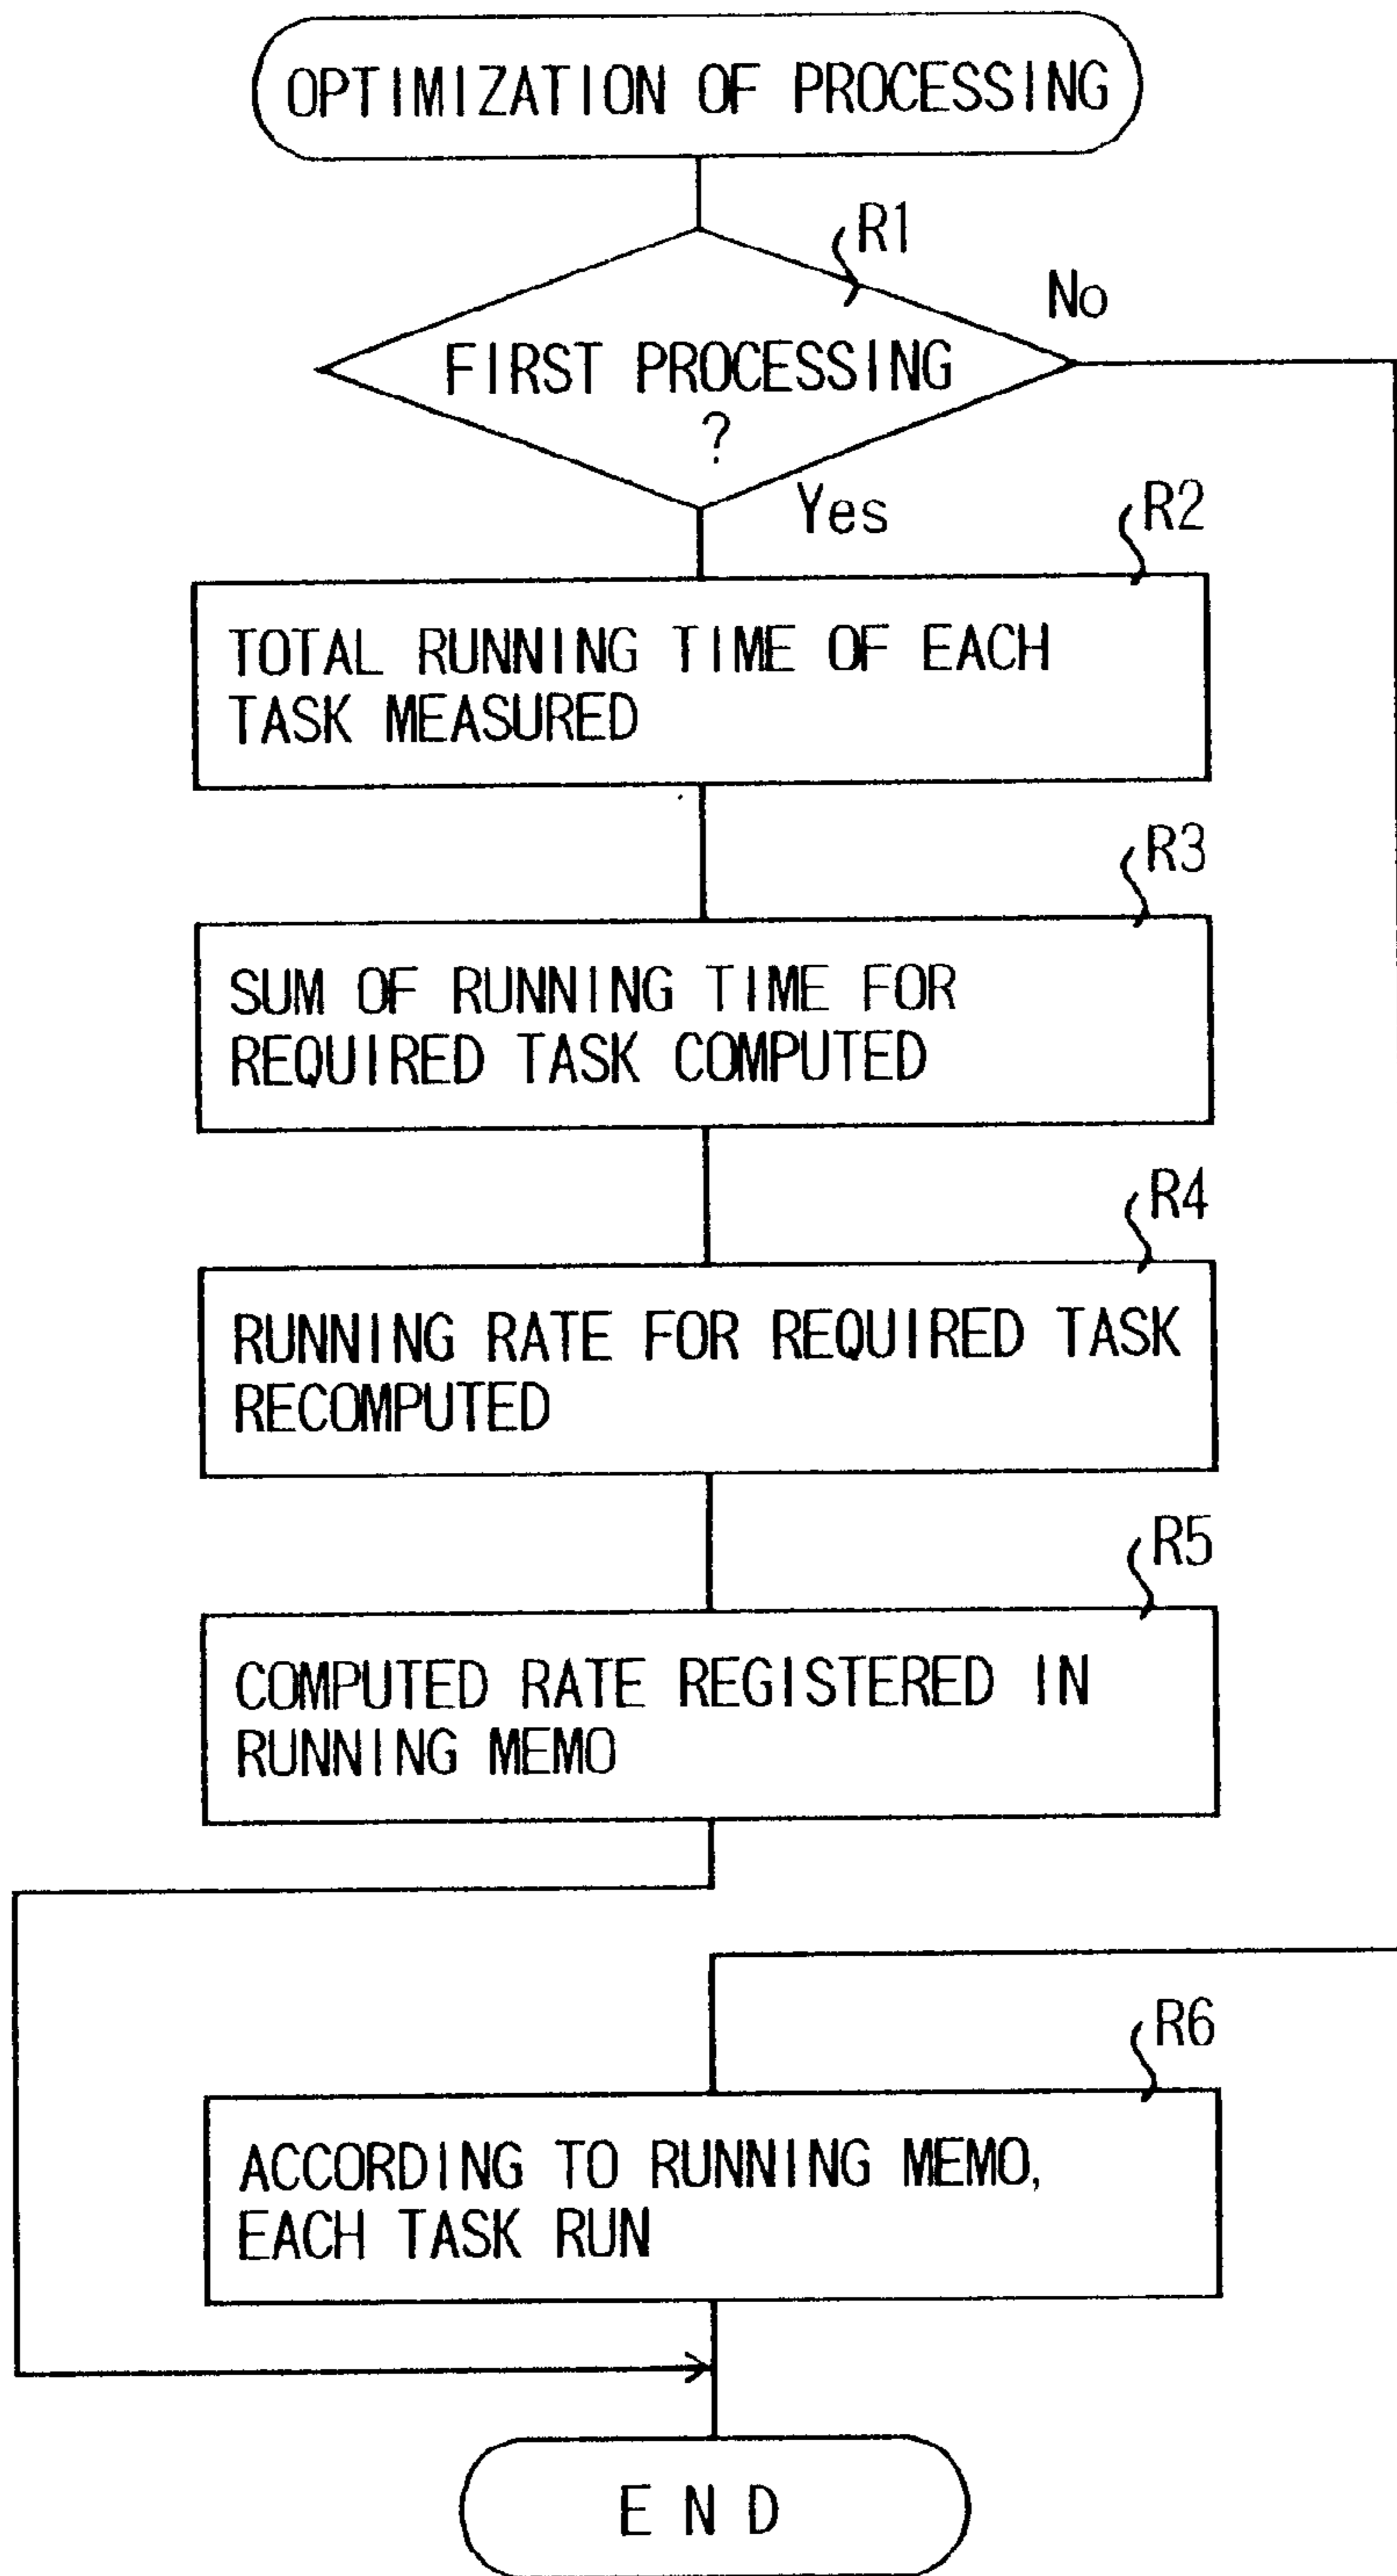 OPTIMIZATION OF PROCESSING
R1
No
FIRST PROCESSING
?
Yes
R2
TOTAL RUNNING TIME OF EACH
TASK MEASURED
R3
SUM OF RUNNING TIME FOR
REQUIRED TASK COMPUTED
R4
RUNNING RATE FOR REQUIRED TASK
RECOMPUTED
R5
COMPUTED RATE REGISTERED IN
RUNNING MEMO
R6
ACCORDING TO RUNNING MEMO,
EACH TASK RUN
END